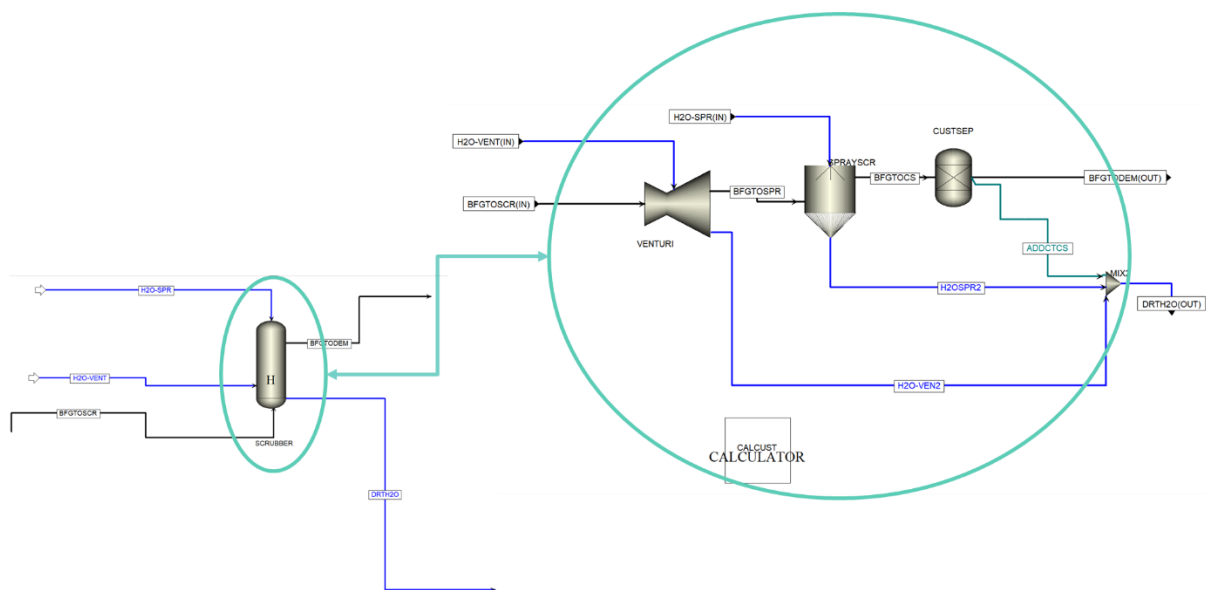 H2O-SPR
BFGTODEM
H
H2O-VENT
BFGTOSCR
SCRUBBER
DRTH2O
H2O-SPR(IN)
CUSTSEP
H2O-VENT(IN)
SPRAYSCR
BFGTOSPR
BFGTOCS
BFGTODEM(OUT)
BFGTOSCR(IN)
VENTURI
ADDCTCS
MIX
H2OSPR2
DRTH2O(OUT)
H2O-VEN2
CALCUST
CALCULATOR